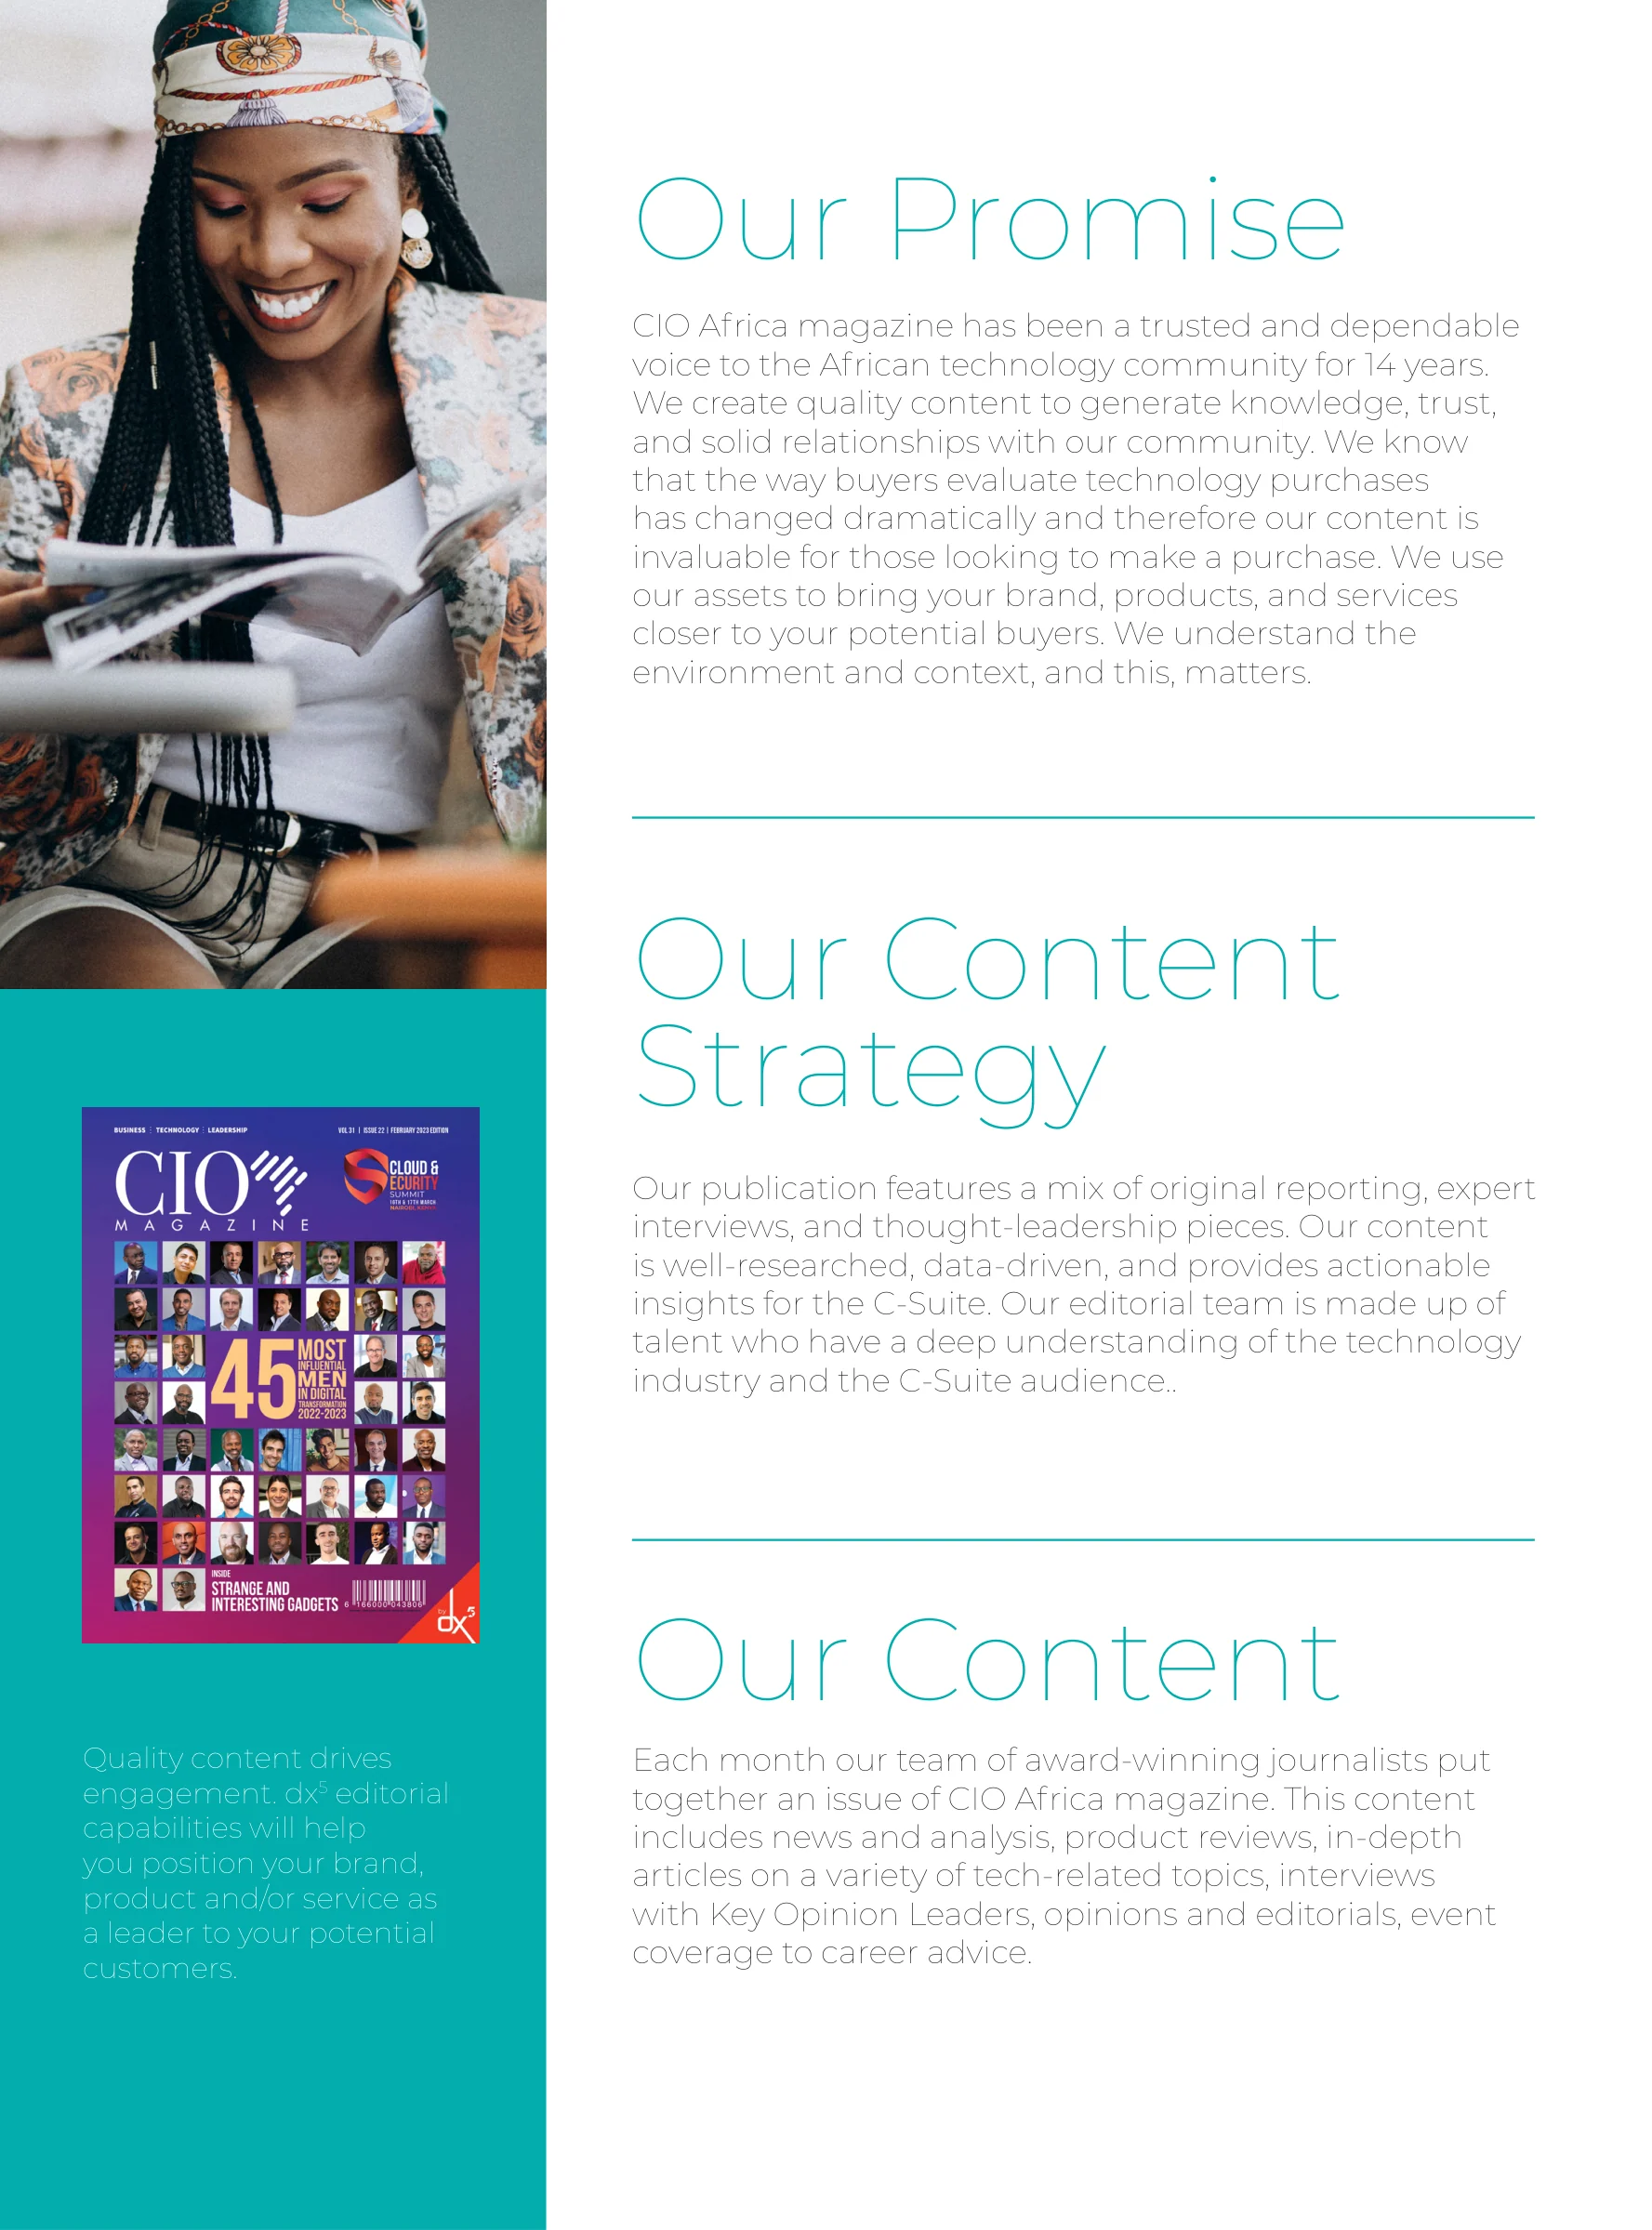 Our Promise
CIO Africa magazine has been a trusted and dependable
voice to the African technology community for 14 years.
We create quality content to generate knowledge, trust,
and solid relationships with our community. We know
that the way buyers evaluate technology purchases
has changed dramatically and therefore our content is
invaluable for those looking to make a purchase. We use
our assets to bring your brand, products, and services
closer to your potential buyers. We understand the
environment and context, and this, matters.
Our Content
Strategy
Our publication features a mix of original reporting, expert
interviews, and thought-leadership pieces. Our content
is well-researched, data-driven, and provides actionable
insights for the C-Suite. Our editorial team is made up of
talent who have a deep understanding of the technology
industry and the C-Suite audience..
Our Content
Each month our team of award-winning journalists put
together an issue of CIO Africa magazine. This content
includes news and analysis, product reviews, in-depth
articles on a variety of tech-related topics, interviews
with Key Opinion Leaders, opinions and editorials, event
coverage to career advice.
BUSINESS TECHNOLOGY LEADERSHIP
VOL 31 | ISSUE 22 | FEBRUARY 2023 EDITION
CIO
MAGAZINE
CLOUD &
SECURITY
SUMMIT
16TH & 17TH MARCH
NAIROBI, KENYA
45
MOST
INFLUENTIAL
MEN
IN DIGITAL
TRANSFORMATION
2022-2023
INSIDE
STRANGE AND
INTERESTING GADGETS
6 166000 043806
by
dx5
Quality content drives
engagement. dx⁵ editorial
capabilities will help
you position your brand,
product and/or service as
a leader to your potential
customers.